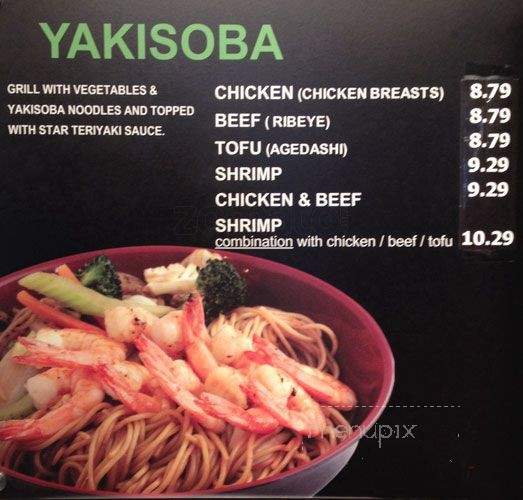 YAKISOBA
GRILL WITH VEGETABLES &
YAKISOBA NOODLES AND TOPPED
WITH STAR TERIYAKI SAUCE.
CHICKEN (CHICKEN BREASTS) 8.79
BEEF ( RIBEYE) 8.79
TOFU (AGEDASHI) 8.79
SHRIMP 9.29
CHICKEN & BEEF 9.29
SHRIMP
combination with chicken / beef / tofu 10.29
menupix